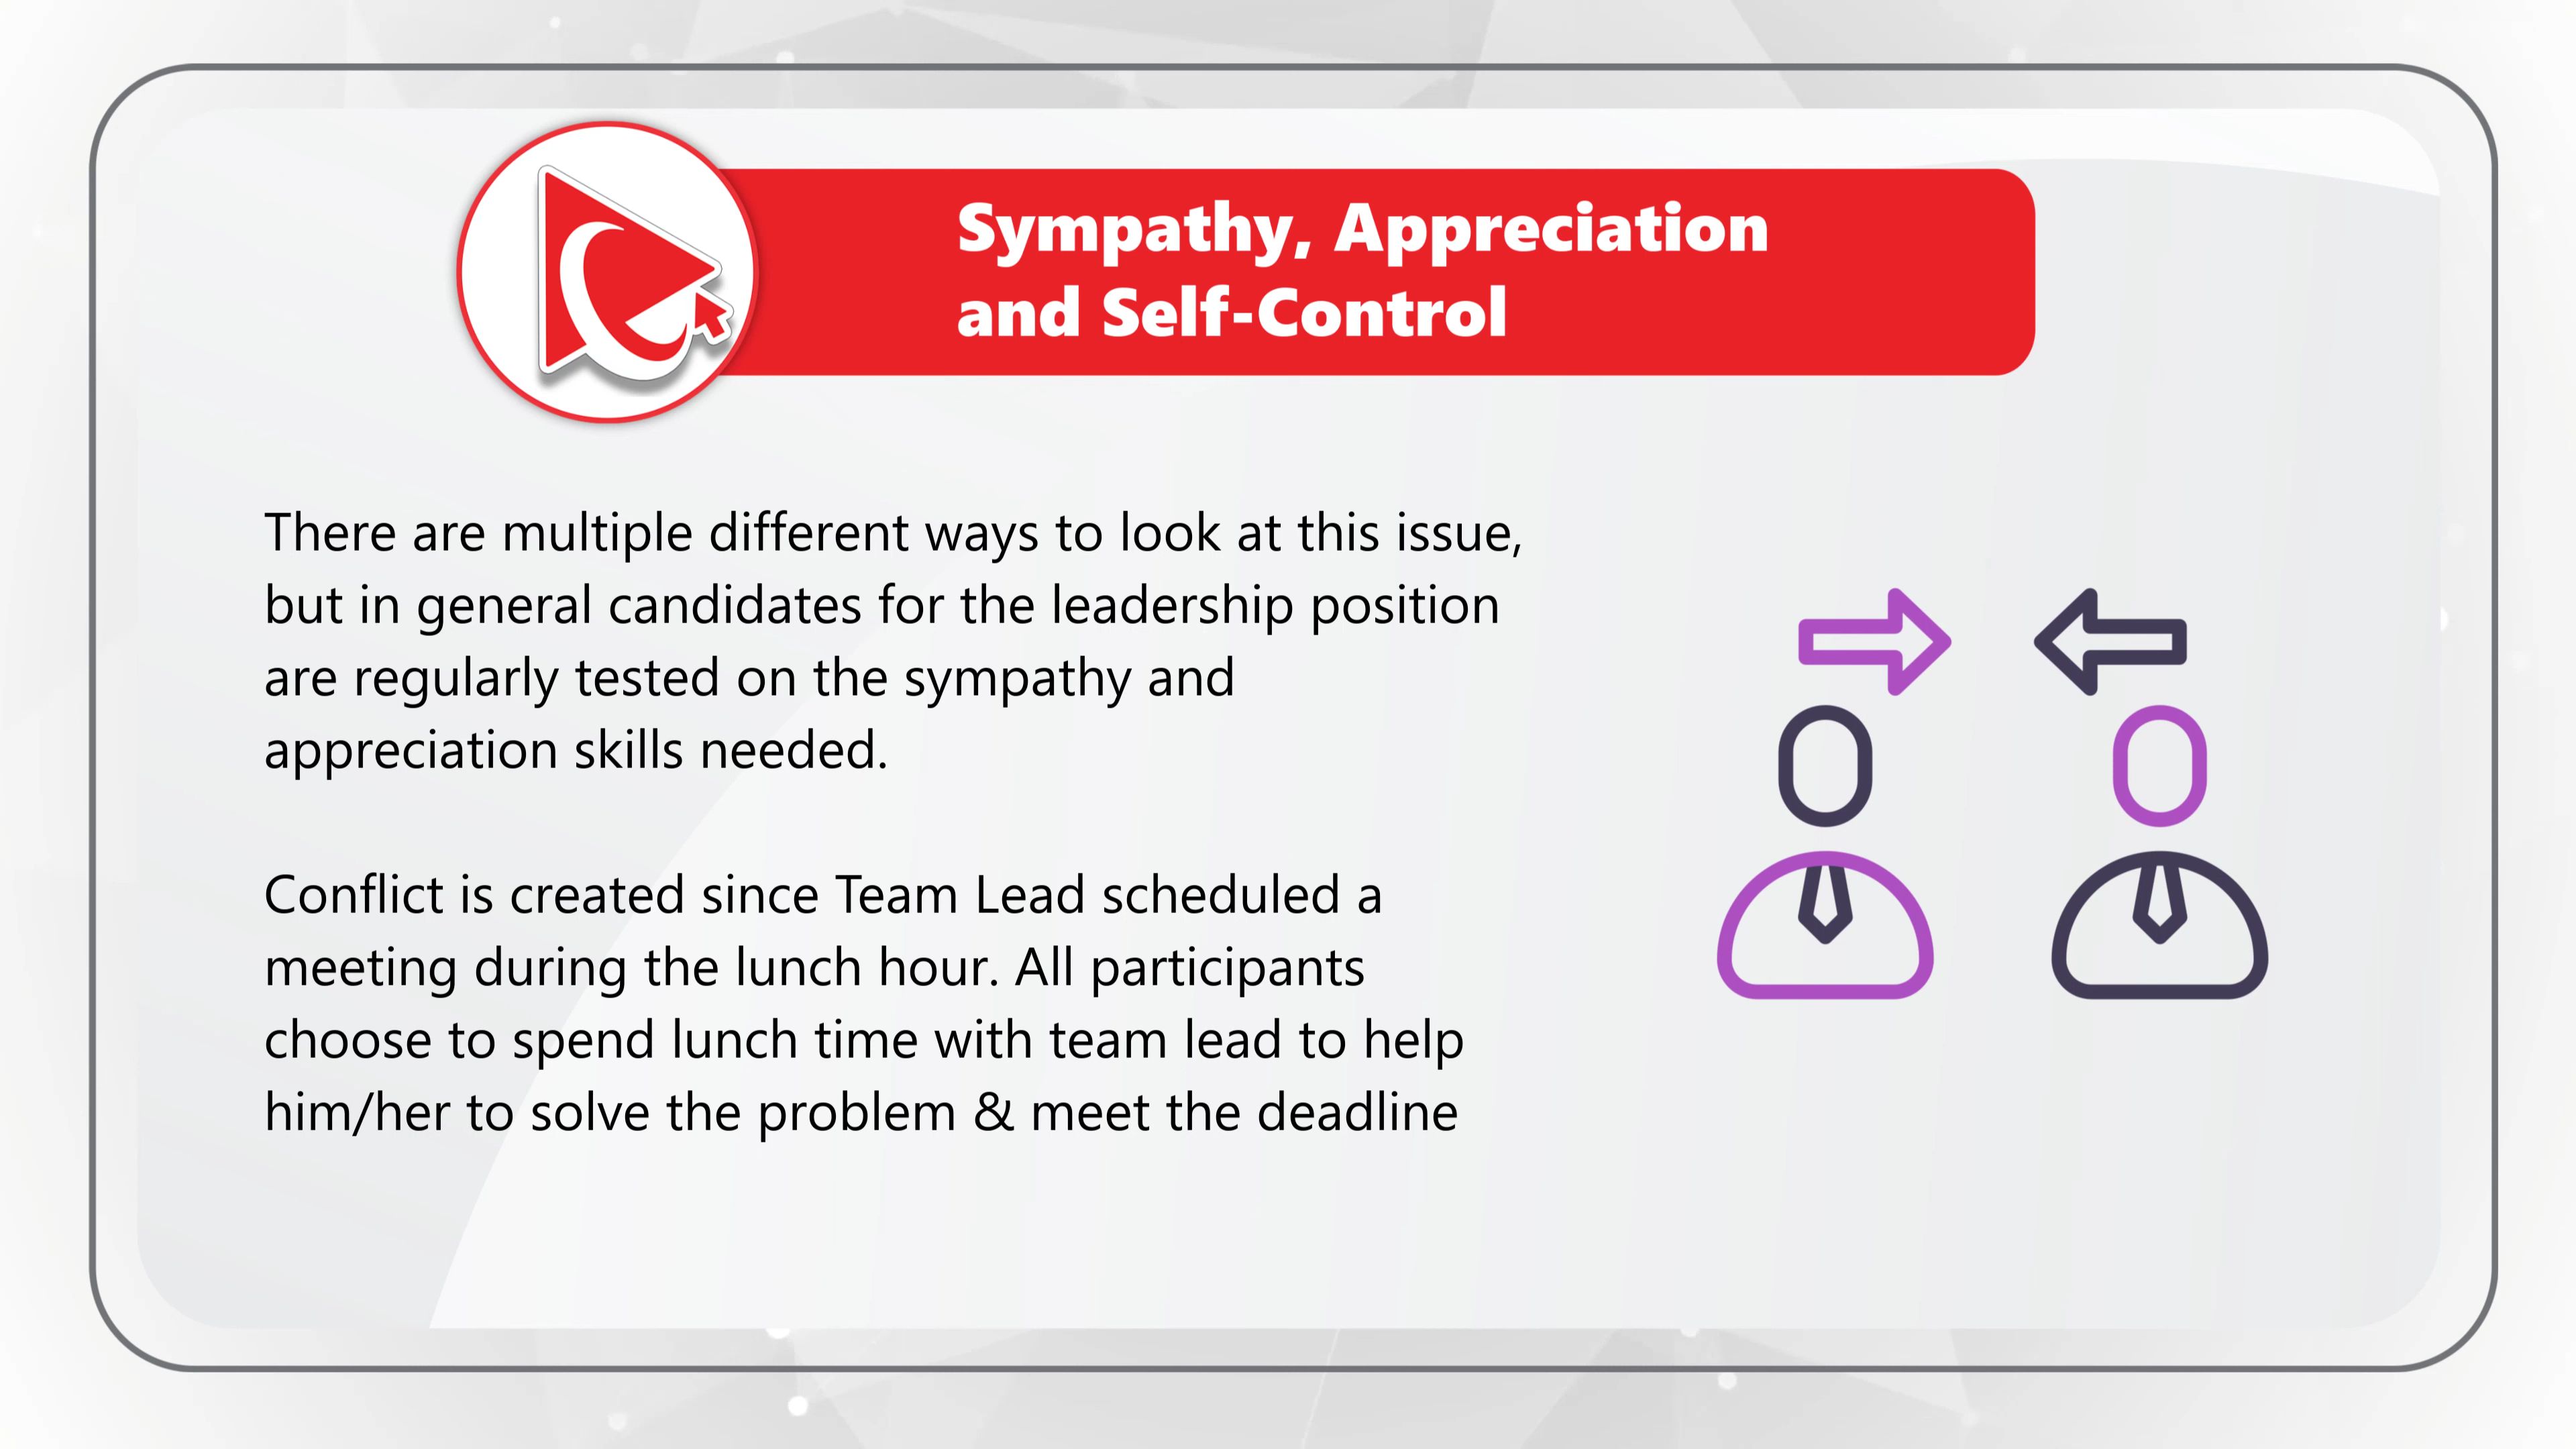 Sympathy, Appreciation
and Self-Control
There are multiple different ways to look at this issue,
but in general candidates for the leadership position
are regularly tested on the sympathy and
appreciation skills needed.
Conflict is created since Team Lead scheduled a
meeting during the lunch hour. All participants
choose to spend lunch time with team lead to help
him/her to solve the problem & meet the deadline